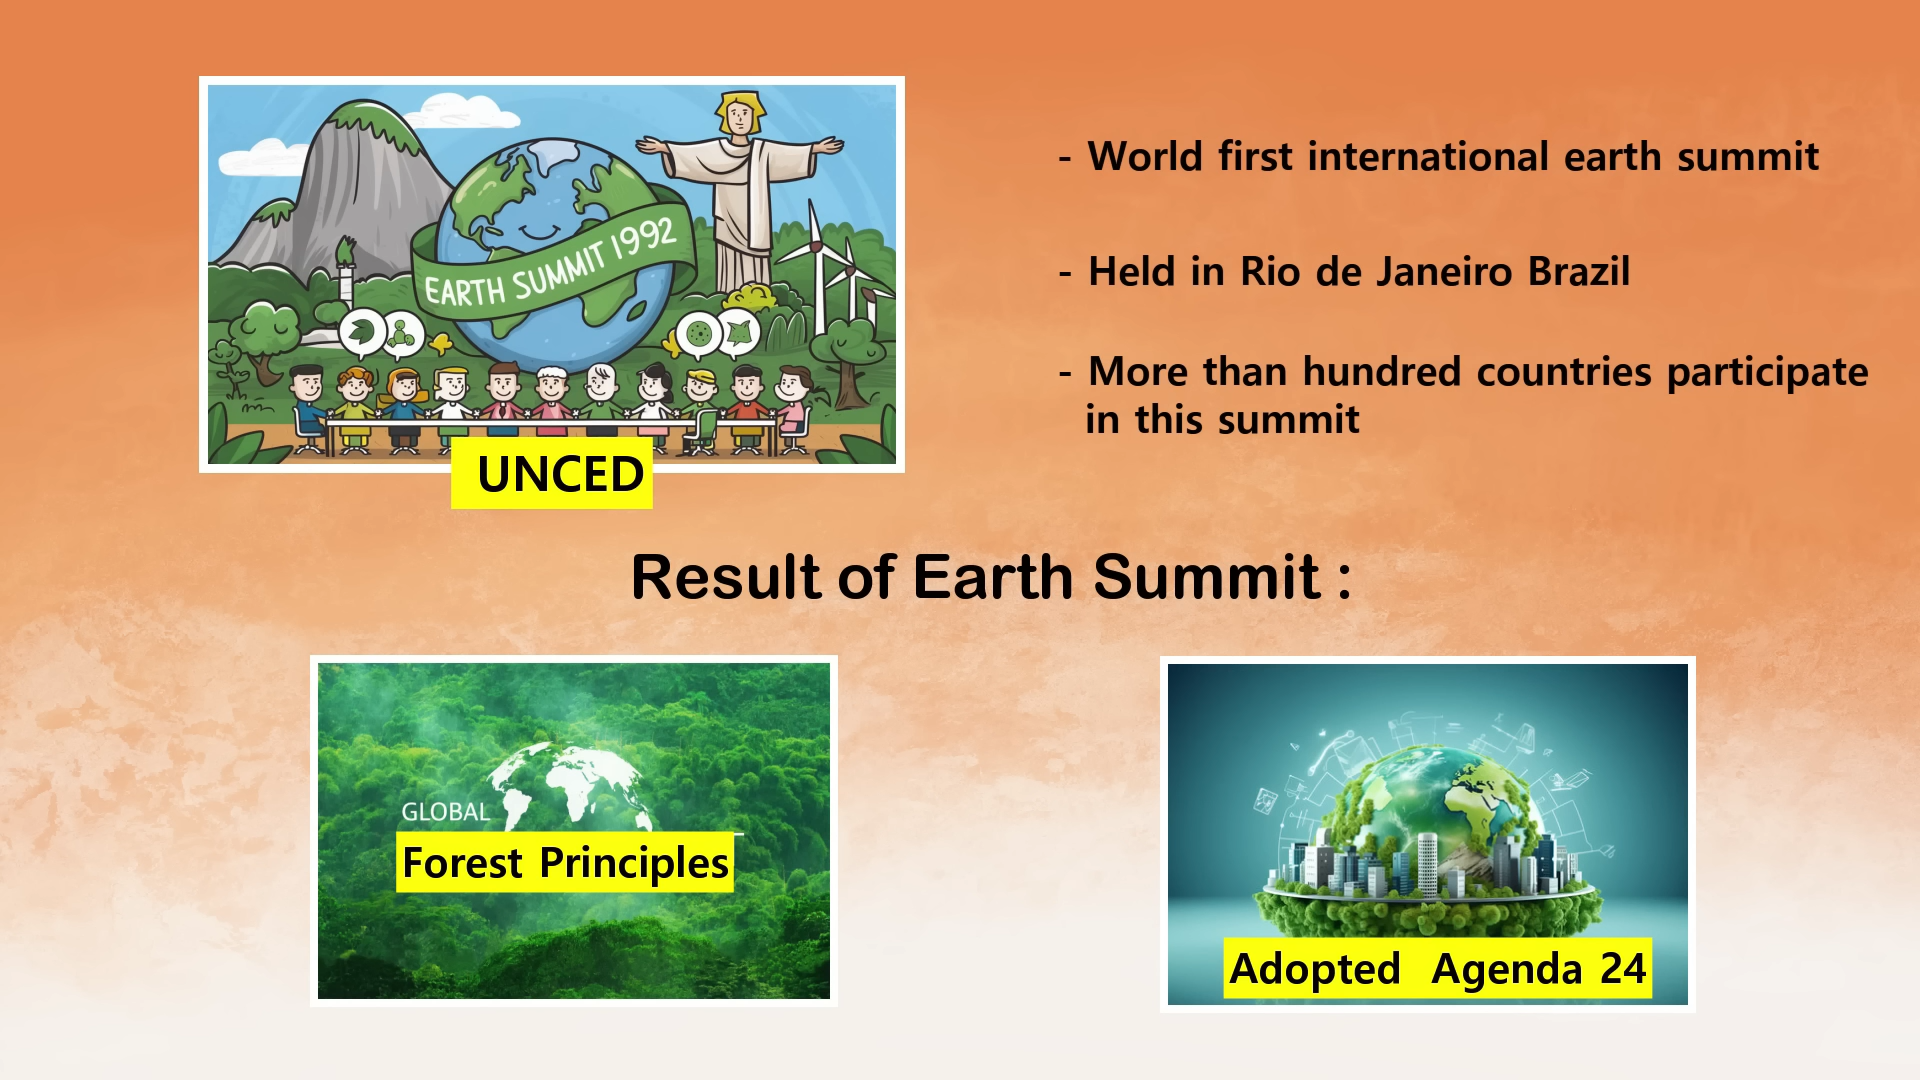 EARTH SUMMIT 1992
UNCED
- World first international earth summit
- Held in Rio de Janeiro Brazil
- More than hundred countries participate
in this summit
Result of Earth Summit :
GLOBAL
Forest Principles
Adopted Agenda 24